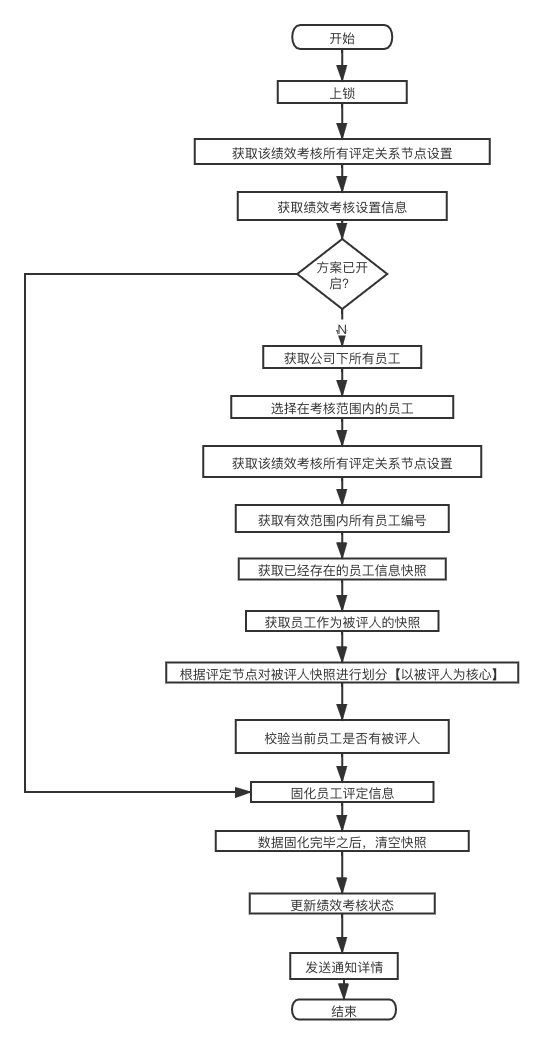 开始
上锁
获取该绩效考核所有评定关系节点设置
获取绩效考核设置信息
方案已开
启?
N
获取公司下所有员工
选择在考核范围内的员工
获取该绩效考核所有评定关系节点设置
获取有效范围内所有员工编号
获取已经存在的员工信息快照
获取员工作为被评人的快照
根据评定节点对被评人快照进行划分【以被评人为核心】
校验当前员工是否有被评人
固化员工评定信息
数据固化完毕之后，清空快照
更新绩效考核状态
发送通知详情
结束